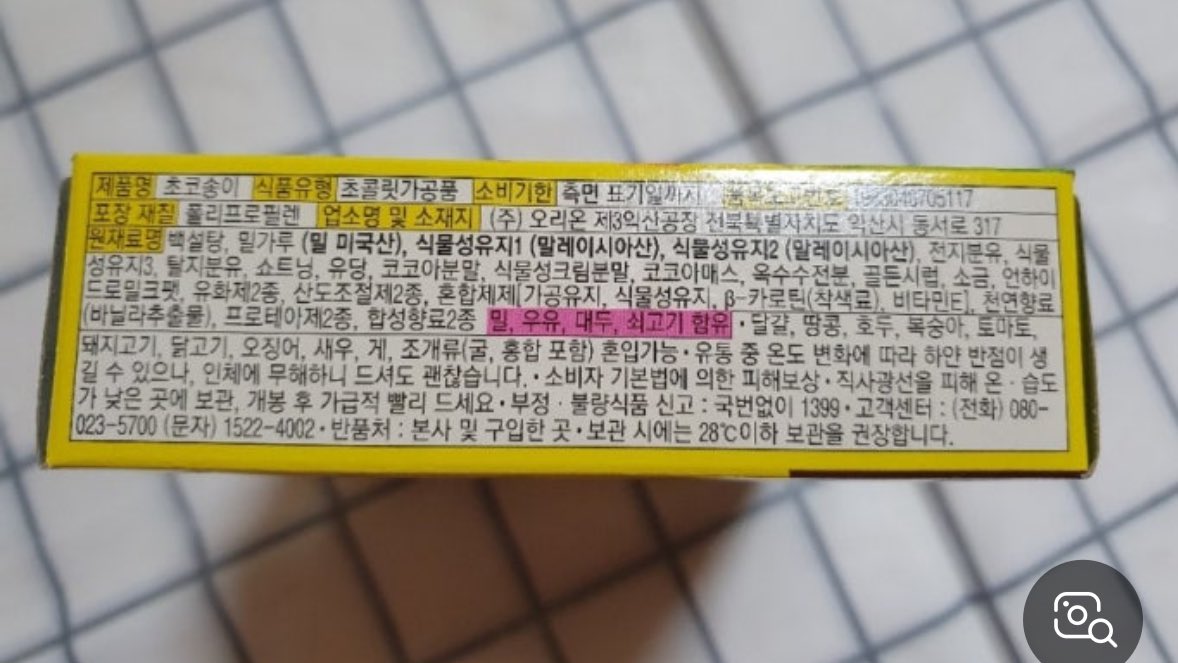 제품명 초코송이 식품유형 초콜릿가공품 소비기한 측면 표기일까지
포장 재질 폴리프로필렌 업소명 및 소재지 (주) 오리온 제3익산공장 전북특별자치도 익산시 동서로 317
원재료명 백설탕, 밀가루 (밀 미국산), 식물성유지1 (말레이시아산), 식물성유지2 (말레이시아산), 전지분유, 식물
성유지3, 탈지분유, 쇼트닝, 유당, 코코아분말, 식물성크림분말, 코코아매스, 옥수수전분, 골든시럽, 소금, 언하이
드로밀크팻, 유화제2종, 산도조절제2종, 혼합제제[가공유지, 식물성유지, β-카로틴(착색료), 비타민E], 천연향료
(바닐라추출물), 프로테아제2종, 합성향료2종 밀, 우유, 대두, 쇠고기 함유 · 달걀, 땅콩, 호두, 복숭아, 토마토,
돼지고기, 닭고기, 오징어, 새우, 게, 조개류(굴, 홍합 포함) 혼입가능 · 유통 중 온도 변화에 따라 하얀 반점이 생
길 수 있으나, 인체에 무해하니 드셔도 괜찮습니다. · 소비자 기본법에 의한 피해보상 · 직사광선을 피해 온 · 습도
가 낮은 곳에 보관, 개봉 후 가급적 빨리 드세요 · 부정 · 불량식품 신고 : 국번없이 1399 · 고객센터 : (전화) 080-
023-5700 (문자) 1522-4002 · 반품처 : 본사 및 구입한 곳 · 보관 시에는 28℃이하 보관을 권장합니다.